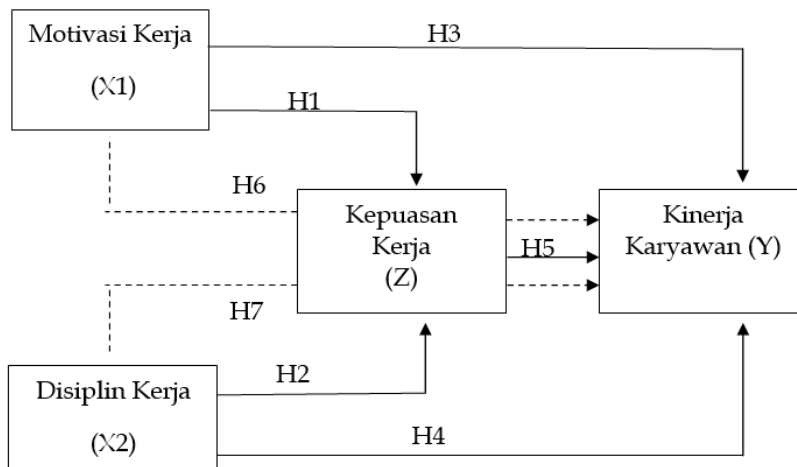 Motivasi Kerja
(X1)
H3
H1
H6
Kepuasan
Kerja
(Z)
H5
Kinerja
Karyawan (Y)
H7
H2
Disiplin Kerja
(X2)
H4